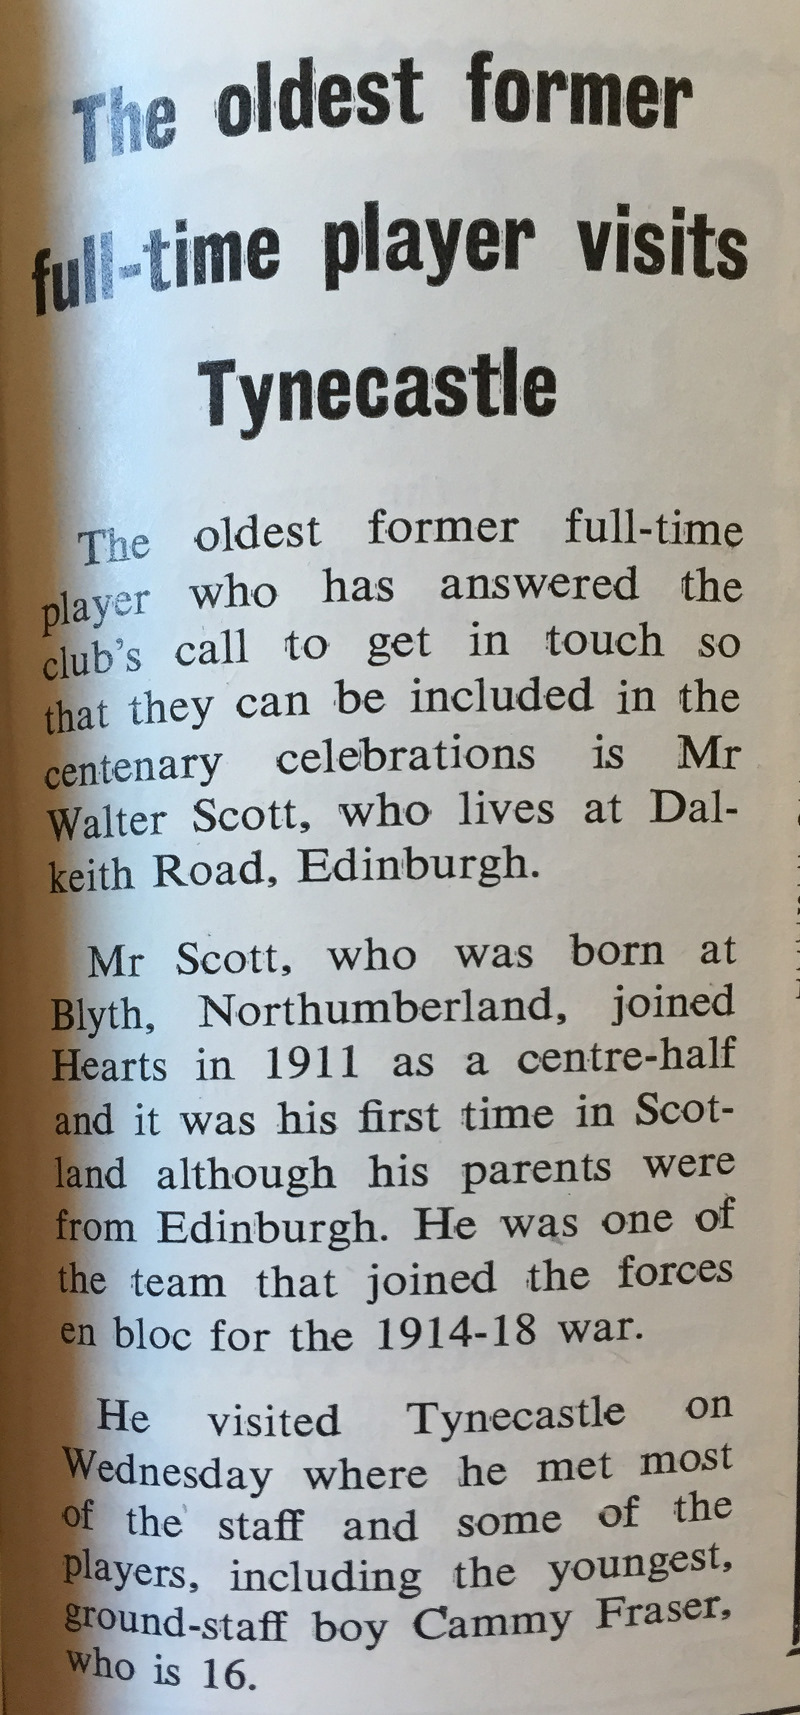 The oldest former
full-time player visits
Tynecastle
The oldest former full-time
player who has answered the
club's call to get in touch so
that they can be included in the
centenary celebrations is Mr
Walter Scott, who lives at Dal-
keith Road, Edinburgh.
Mr Scott, who was born at
Blyth, Northumberland, joined
Hearts in 1911 as a centre-half
and it was his first time in Scot-
land although his parents were
from Edinburgh. He was one of
the team that joined the forces
en bloc for the 1914-18 war.
He visited Tynecastle on
Wednesday where he met most
of the staff and some of the
players, including the youngest,
ground-staff boy Cammy Fraser,
who is 16.